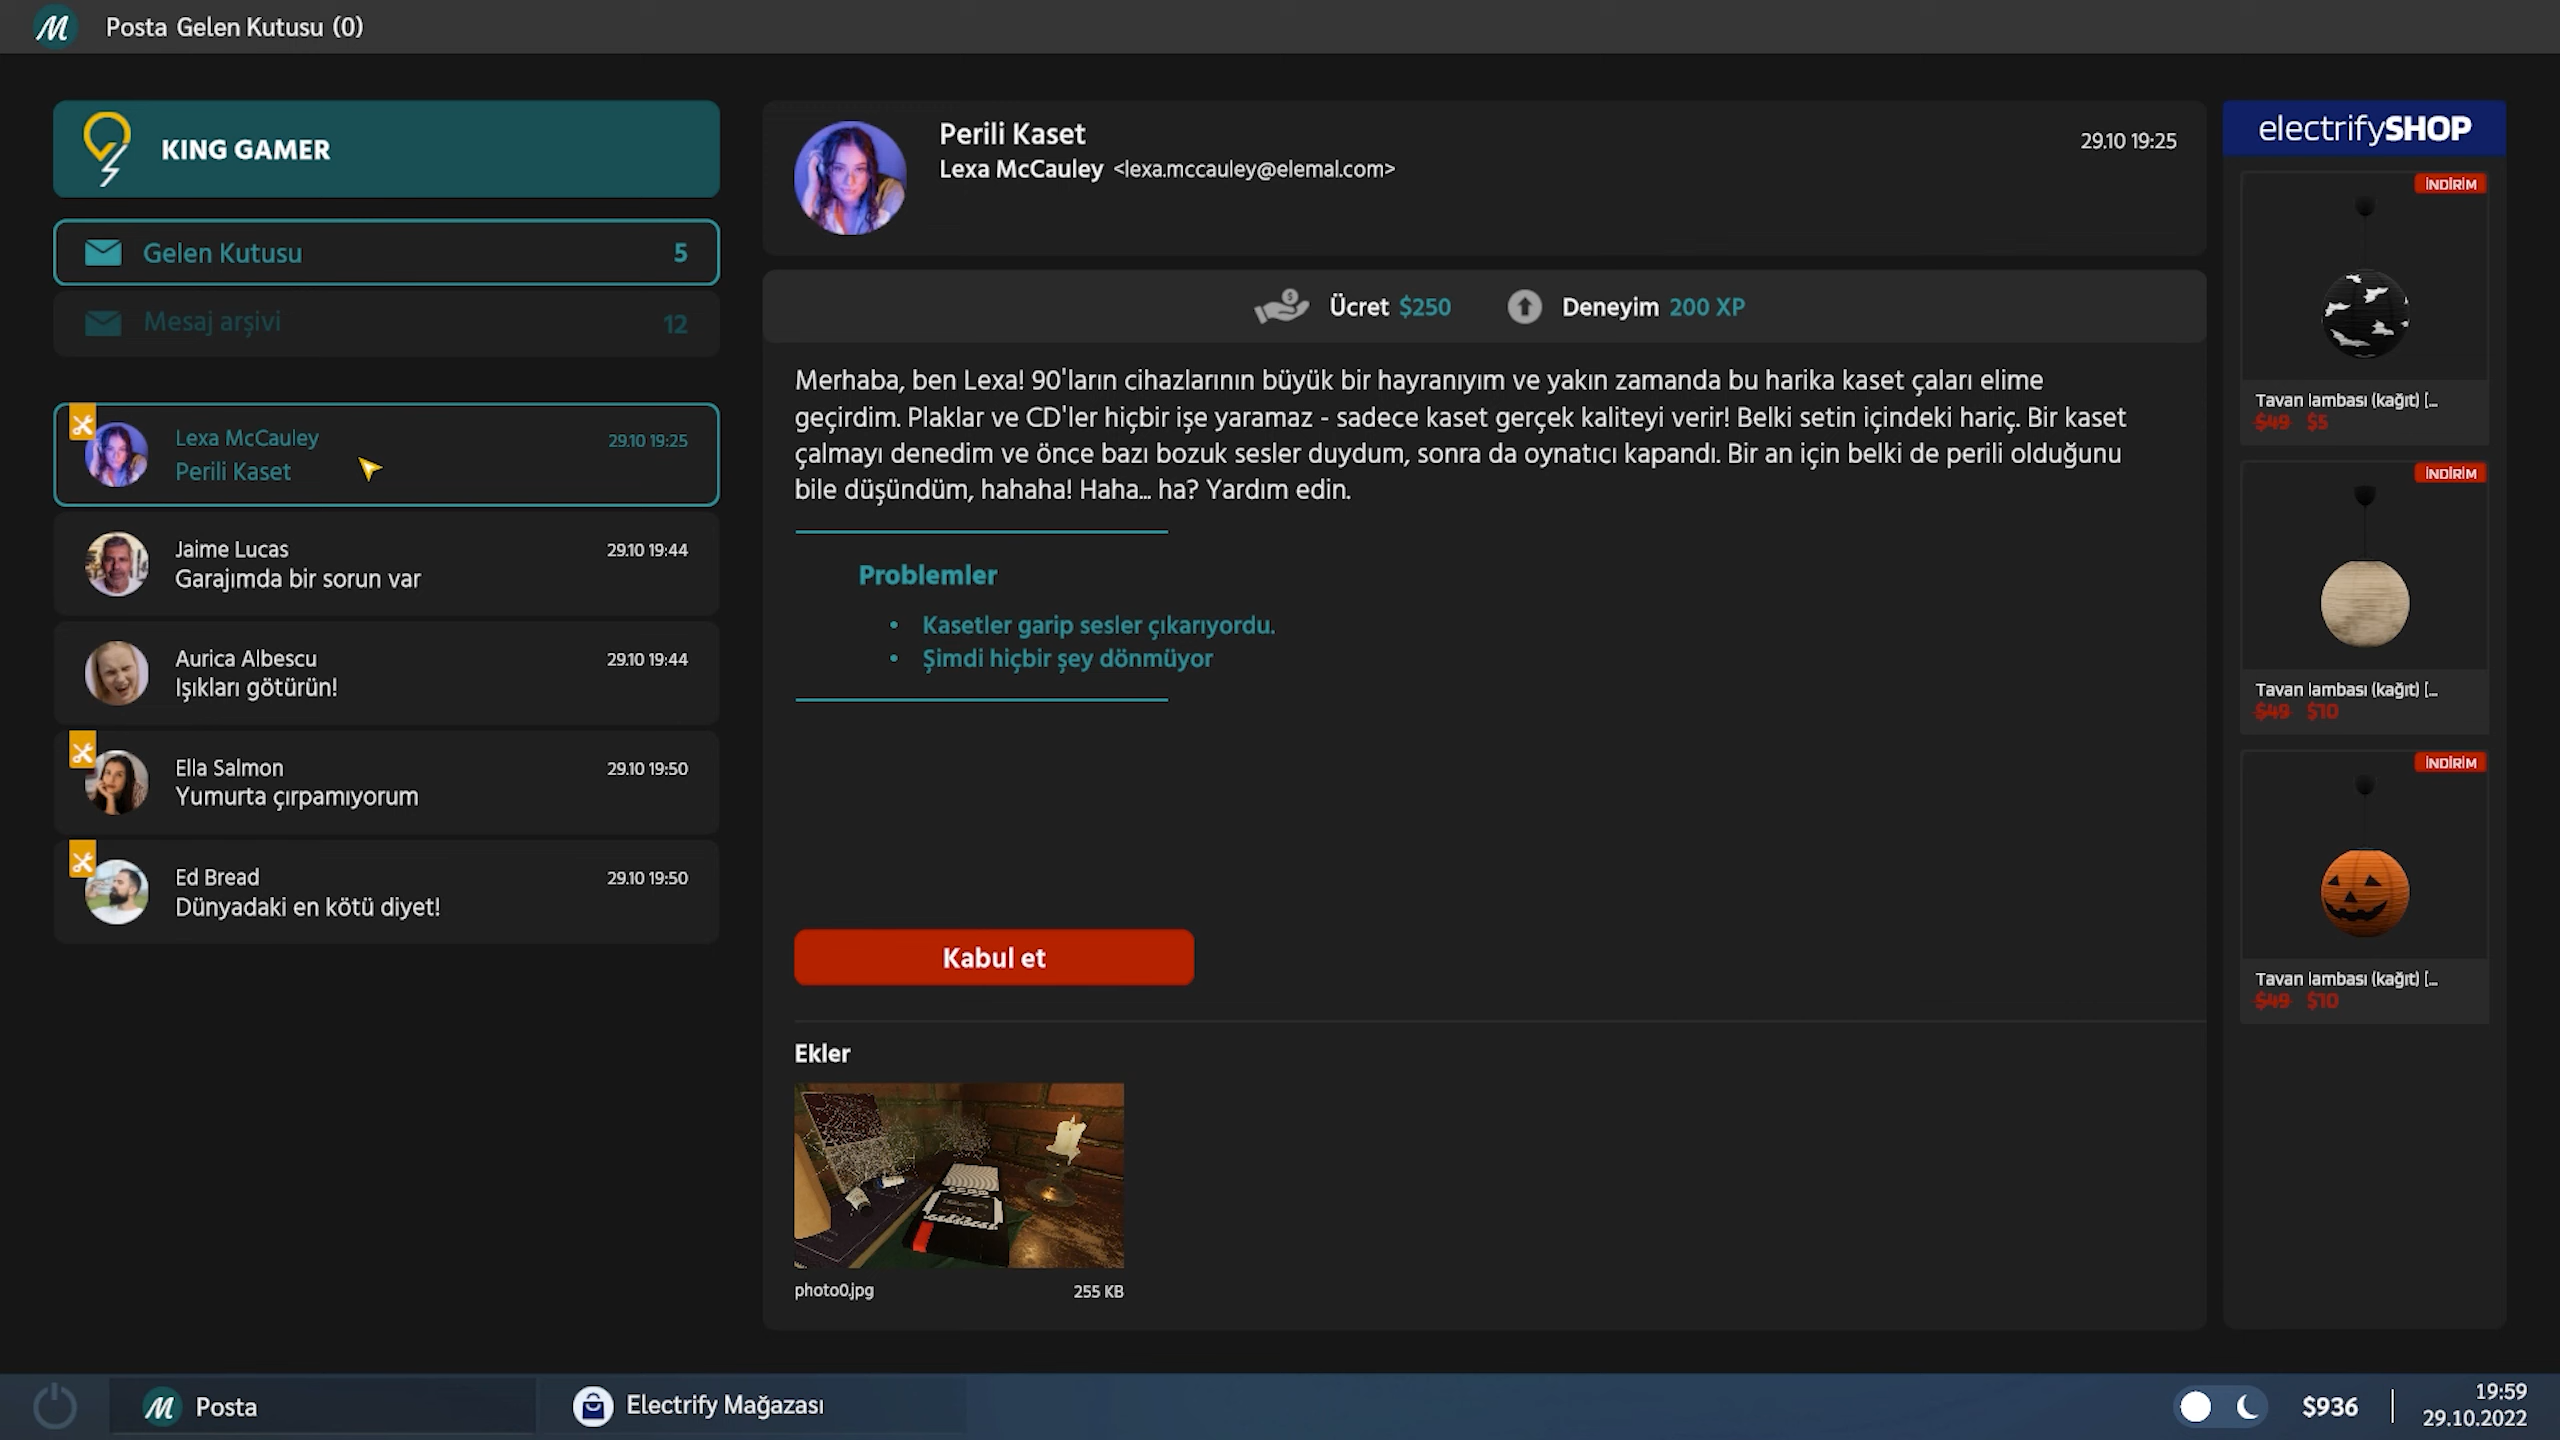 Posta Gelen Kutusu (0)
KING GAMER
Gelen Kutusu 5
Mesaj arşivi 12
Lexa McCauley 29.10 19:25
Perili Kaset
Jaime Lucas 29.10 19:44
Garajımda bir sorun var
Aurica Albescu 29.10 19:44
Işıkları götürün!
Ella Salmon 29.10 19:50
Yumurta çırpamıyorum
Ed Bread 29.10 19:50
Dünyadaki en kötü diyet!
Perili Kaset
29.10 19:25
Lexa McCauley <lexa.mccauley@elemal.com>
Ücret $250 Deneyim 200 XP
Merhaba, ben Lexa! 90'ların cihazlarının büyük bir hayranıyım ve yakın zamanda bu harika kaset çaları elime
geçirdim. Plaklar ve CD'ler hiçbir işe yaramaz - sadece kaset gerçek kaliteyi verir! Belki setin içindeki hariç. Bir kaset
çalmayı denedim ve önce bazı bozuk sesler duydum, sonra da oynatıcı kapandı. Bir an için belki de perili olduğunu
bile düşündüm, hahaha! Haha... ha? Yardım edin.
Problemler
• Kasetler garip sesler çıkarıyordu.
• Şimdi hiçbir şey dönmüyor
Kabul et
Ekler
photo0.jpg 255 KB
electrifySHOP
İNDİRİM
Tavan lambası (kağıt) [...
$49 $5
İNDİRİM
Tavan lambası (kağıt) [...
$49 $10
İNDİRİM
Tavan lambası (kağıt) [...
$49 $10
Posta
Electrify Mağazası
$936
19:59
29.10.2022